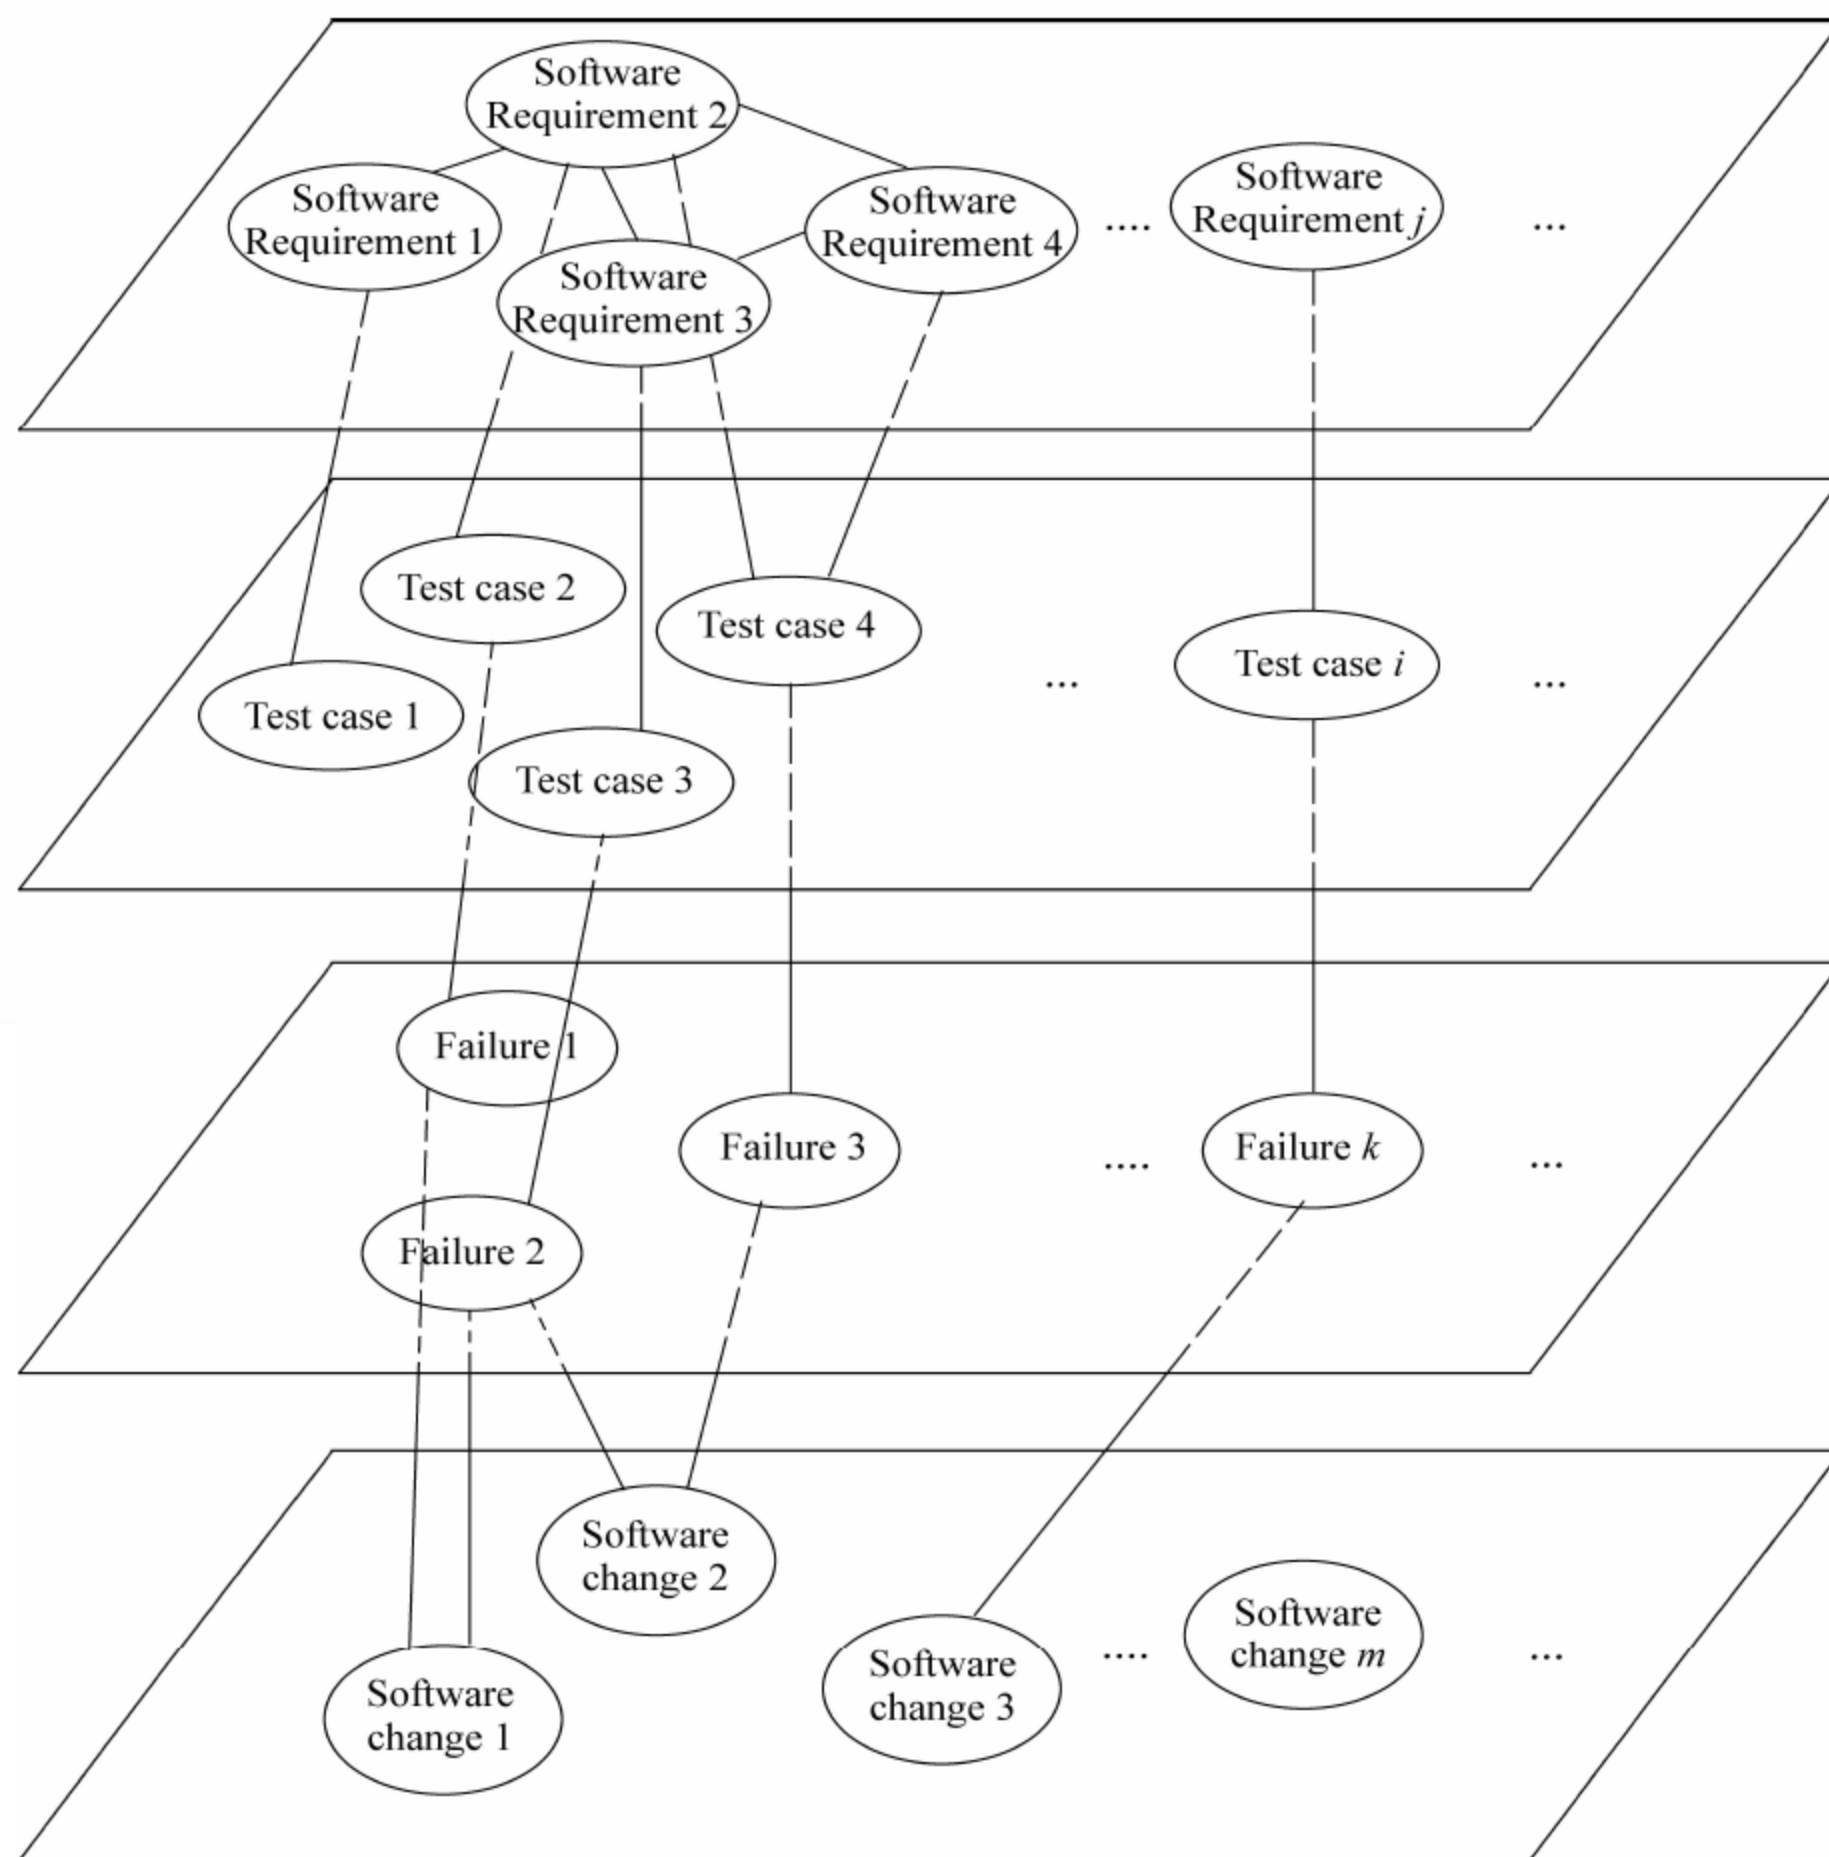 Software
Requirement 2
Software
Requirement 1
Software
Requirement 3
Software
Requirement 4
....
Software
Requirement j
...
Test case 2
Test case 4
Test case 1
Test case 3
...
Test case i
...
Failure 1
Failure 3
Failure 2
....
Failure k
...
Software
change 2
Software
change 1
Software
change 3
....
Software
change m
...